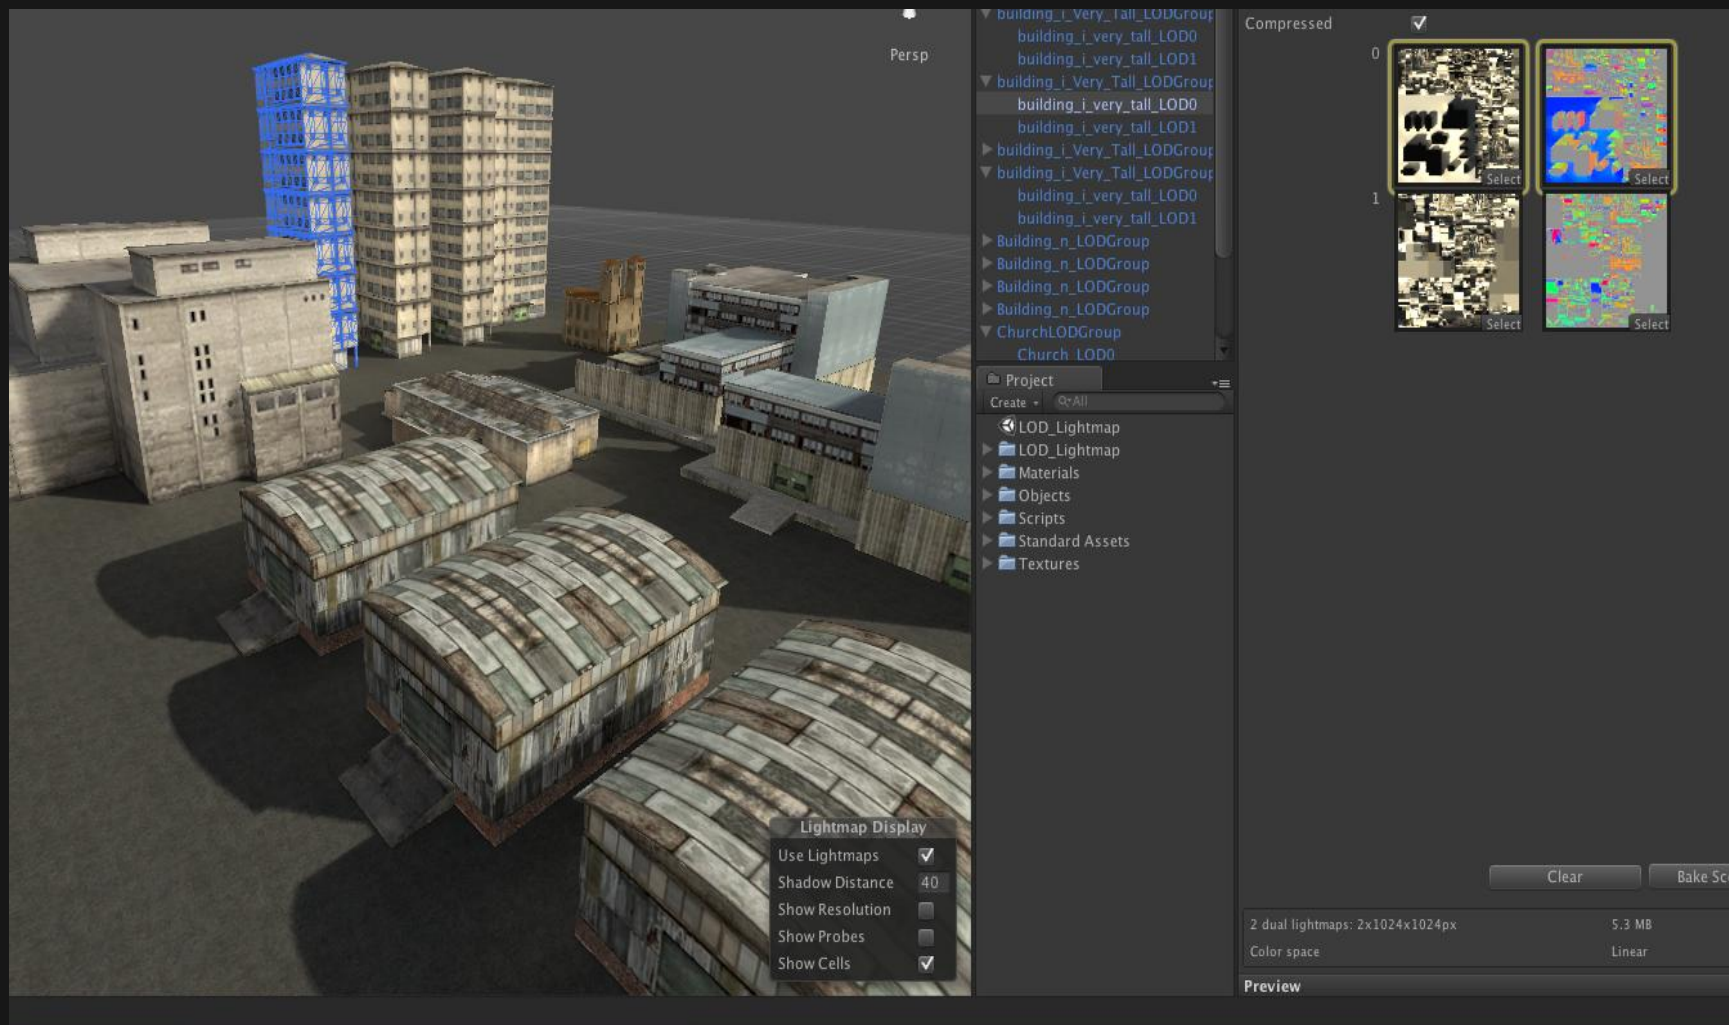 Persp
building_i_Very_Tall_LODGroup
building_i_very_tall_LOD0
building_i_very_tall_LOD1
building_i_Very_Tall_LODGroup
building_i_very_tall_LOD0
building_i_very_tall_LOD1
building_i_Very_Tall_LODGroup
building_i_Very_Tall_LODGroup
building_i_very_tall_LOD0
building_i_very_tall_LOD1
Building_n_LODGroup
Building_n_LODGroup
Building_n_LODGroup
Building_n_LODGroup
ChurchLODGroup
Church_LOD0
Project
Create
All
LOD_Lightmap
LOD_Lightmap
Materials
Objects
Scripts
Standard Assets
Textures
Compressed
0
Select
Select
1
Select
Select
Clear
Bake Sc
2 dual lightmaps: 2x1024x1024px 5.3 MB
Color space Linear
Preview
Lightmap Display
Use Lightmaps
Shadow Distance 40
Show Resolution
Show Probes
Show Cells